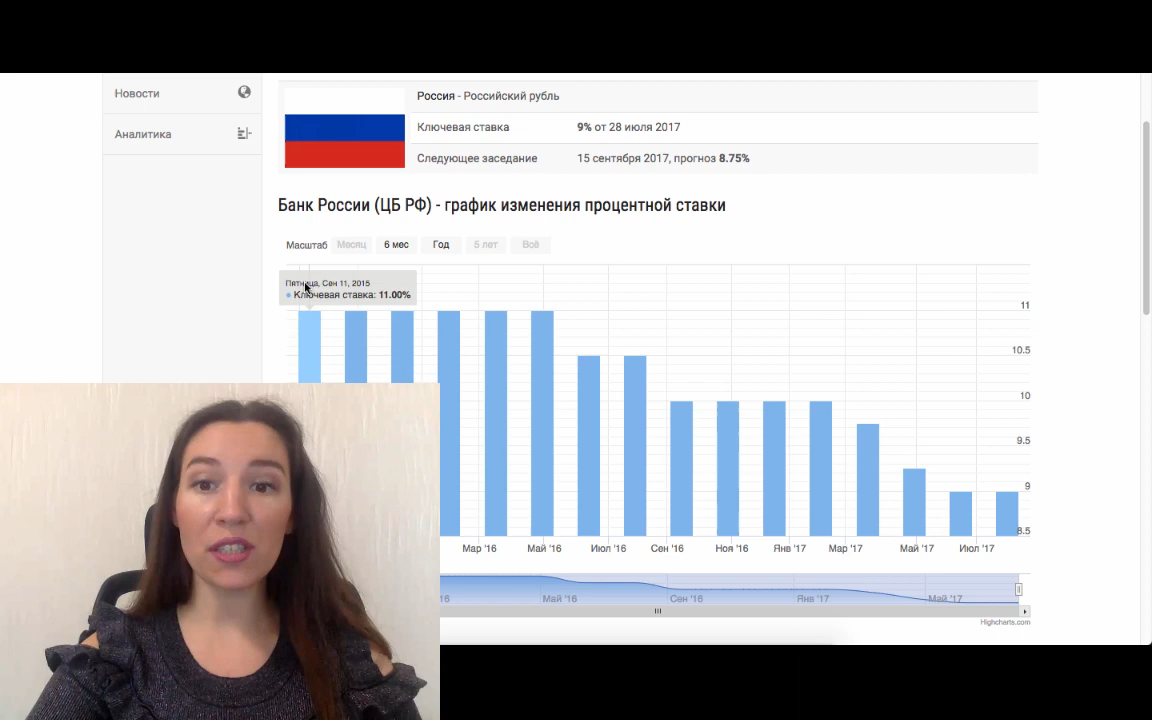 Новости
Аналитика
Россия - Российский рубль
Ключевая ставка 9% от 28 июля 2017
Следующее заседание 15 сентября 2017, прогноз 8.75%
Банк России (ЦБ РФ) - график изменения процентной ставки
Масштаб Месяц 6 мес Год 5 лет Всё
Пятница, Сен 11, 2015
Ключевая ставка: 11.00%
11
10.5
10
9.5
9
8.5
Мар '16 Май '16 Июл '16 Сен '16 Ноя '16 Янв '17 Мар '17 Май '17 Июл '17
16 Май '16 Сен '16 Янв '17 Май '17
Highcharts.com